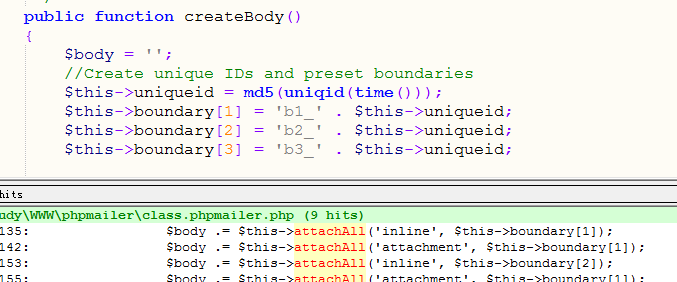 public function createBody()
{
$body = '';
//Create unique IDs and preset boundaries
$this->uniqueid = md5(uniqid(time()));
$this->boundary[1] = 'b1_' . $this->uniqueid;
$this->boundary[2] = 'b2_' . $this->uniqueid;
$this->boundary[3] = 'b3_' . $this->uniqueid;
hits
udy\WWW\phpmailer\class.phpmailer.php (9 hits)
135: $body .= $this->attachAll('inline', $this->boundary[1]);
142: $body .= $this->attachAll('attachment', $this->boundary[1]);
153: $body .= $this->attachAll('inline', $this->boundary[2]);
155: $body .= $this->attachAll('attachment', $this->boundary[1]);